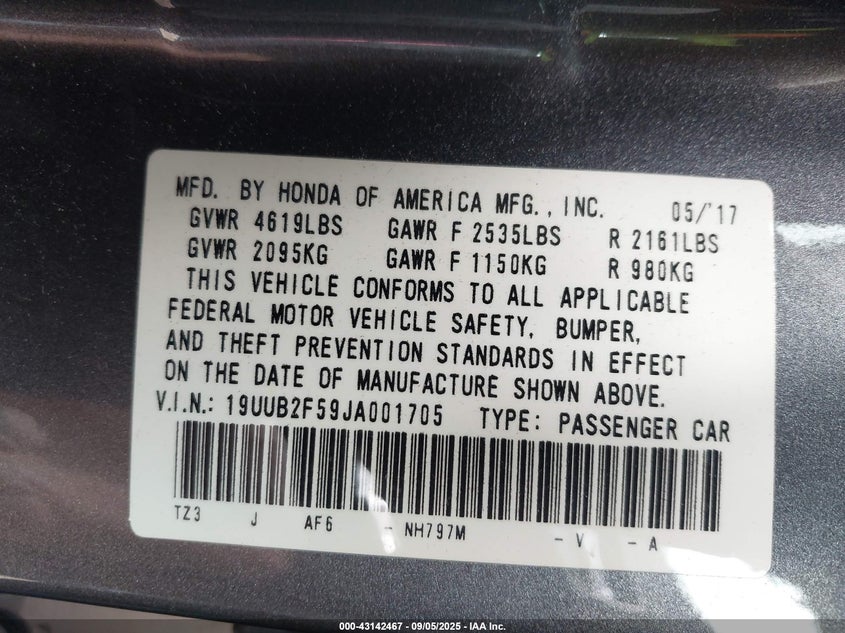 MFD. BY HONDA OF AMERICA MFG., INC. 05/'17
GVWR 4619LBS GAWR F 2535LBS R 2161LBS
GVWR 2095KG GAWR F 1150KG R 980KG
THIS VEHICLE CONFORMS TO ALL APPLICABLE
FEDERAL MOTOR VEHICLE SAFETY, BUMPER,
AND THEFT PREVENTION STANDARDS IN EFFECT
ON THE DATE OF MANUFACTURE SHOWN ABOVE.
V.I.N.: 19UUB2F59JA001705 TYPE: PASSENGER CAR
TZ3 J AF6 - NH797M - V - A
000-43142467 - 09/05/2025 - IAA Inc.